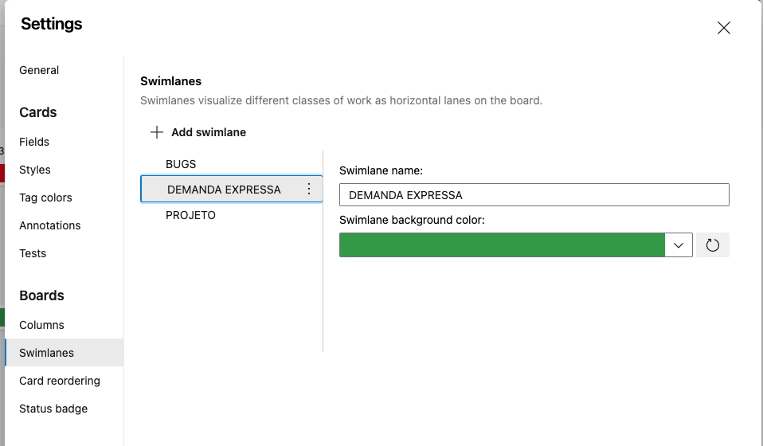 Settings
General
Cards
Fields
Styles
Tag colors
Annotations
Tests
Boards
Columns
Swimlanes
Card reordering
Status badge
Swimlanes
Swimlanes visualize different classes of work as horizontal lanes on the board.
Add swimlane
BUGS
DEMANDA EXPRESSA
PROJETO
Swimlane name:
DEMANDA EXPRESSA
Swimlane background color:
3